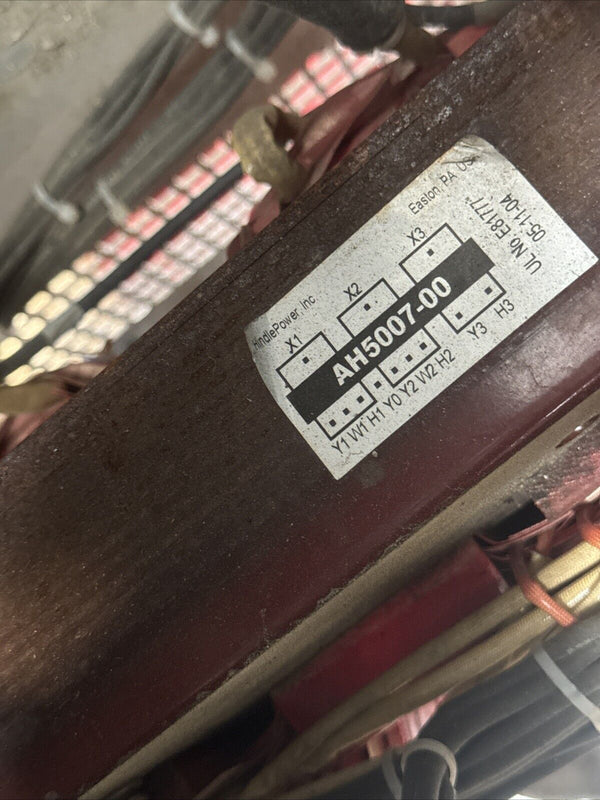 HindlePower, Inc
Easton, PA USA
UL No E81777
05-11-04
X1 X2 X3
AH5007-00
Y1 W1 H1 Y0 Y2 W2 H2 Y3 H3